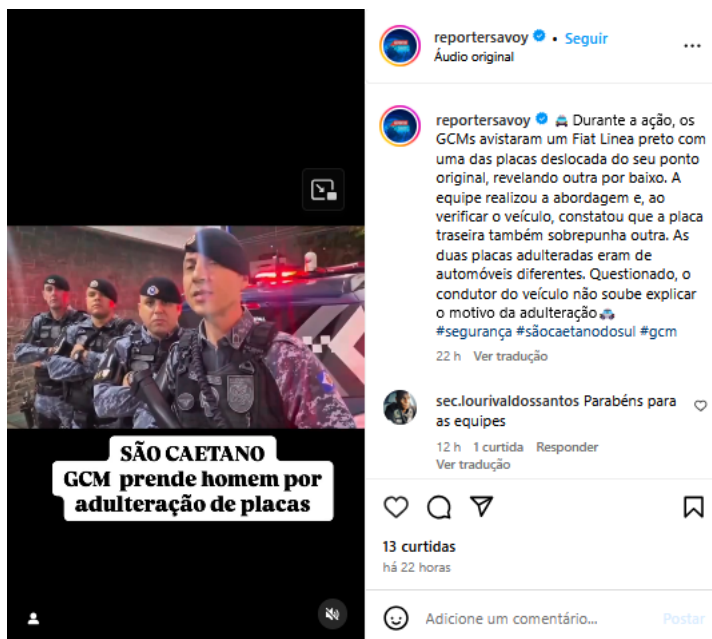 SÃO CAETANO
GCM prende homem por
adulteração de placas
reportersavoy • Seguir
Áudio original
reportersavoy 🚔 Durante a ação, os
GCMs avistaram um Fiat Linea preto com
uma das placas deslocada do seu ponto
original, revelando outra por baixo. A
equipe realizou a abordagem e, ao
verificar o veículo, constatou que a placa
traseira também sobrepunha outra. As
duas placas adulteradas eram de
automóveis diferentes. Questionado, o
condutor do veículo não soube explicar
o motivo da adulteração🚓
#segurança #sãocaetanodosul #gcm
22 h Ver tradução
sec.lourivaldossantos Parabéns para
as equipes
12 h 1 curtida Responder
Ver tradução
13 curtidas
há 22 horas
Adicione um comentário...
Postar